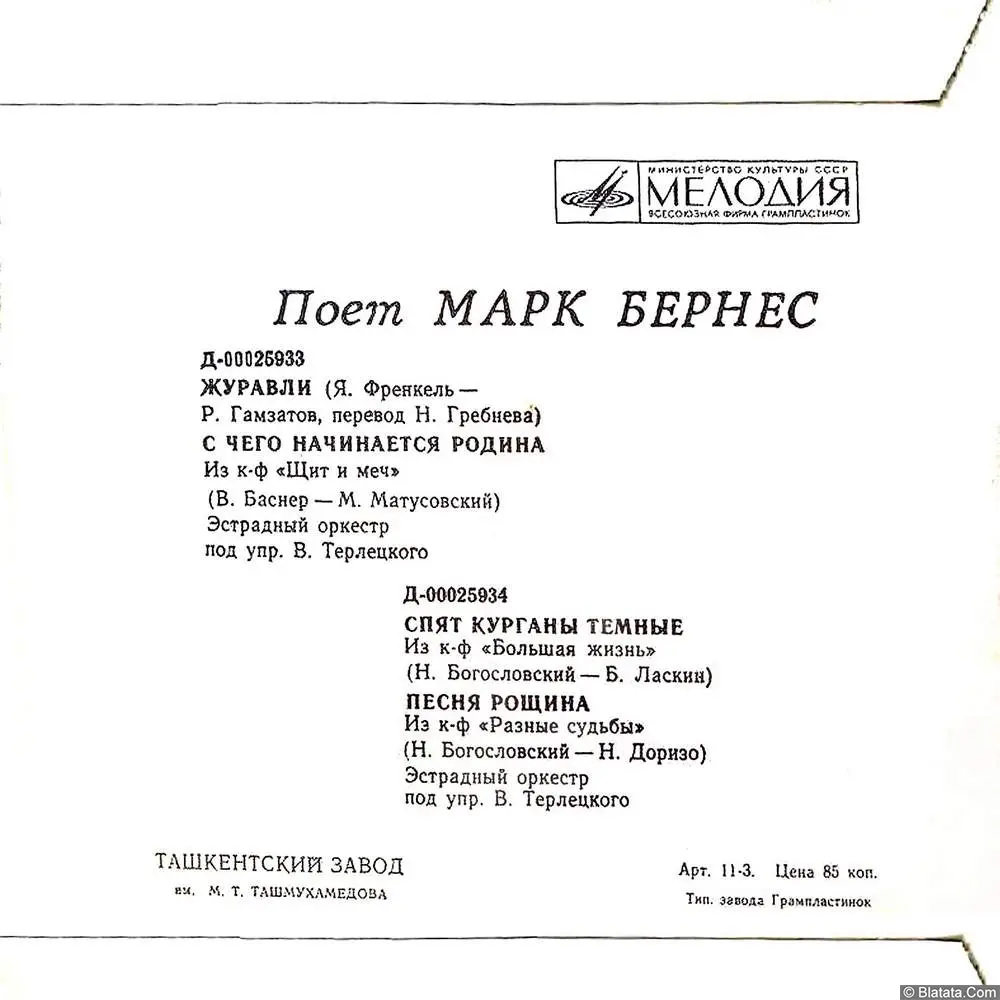 МИНИСТЕРСТВО КУЛЬТУРЫ СССР
МЕЛОДИЯ
ВСЕСОЮЗНАЯ ФИРМА ГРАМПЛАСТИНОК
Поет МАРК БЕРНЕС
Д-00025933
ЖУРАВЛИ (Я. Френкель —
Р. Гамзатов, перевод Н. Гребнева)
С ЧЕГО НАЧИНАЕТСЯ РОДИНА
Из к-ф «Щит и меч»
(В. Баснер — М. Матусовский)
Эстрадный оркестр
под упр. В. Терлецкого
Д-00025934
СПЯТ КУРГАНЫ ТЕМНЫЕ
Из к-ф «Большая жизнь»
(Н. Богословский — Б. Ласкин)
ПЕСНЯ РОЩИНА
Из к-ф «Разные судьбы»
(Н. Богословский — Н. Доризо)
Эстрадный оркестр
под упр. В. Терлецкого
ТАШКЕНТСКИЙ ЗАВОД
им. М. Т. ТАШМУХАМЕДОВА
Арт. 11-3. Цена 85 коп.
Тип. завода Грампластинок
© Blatata.Com